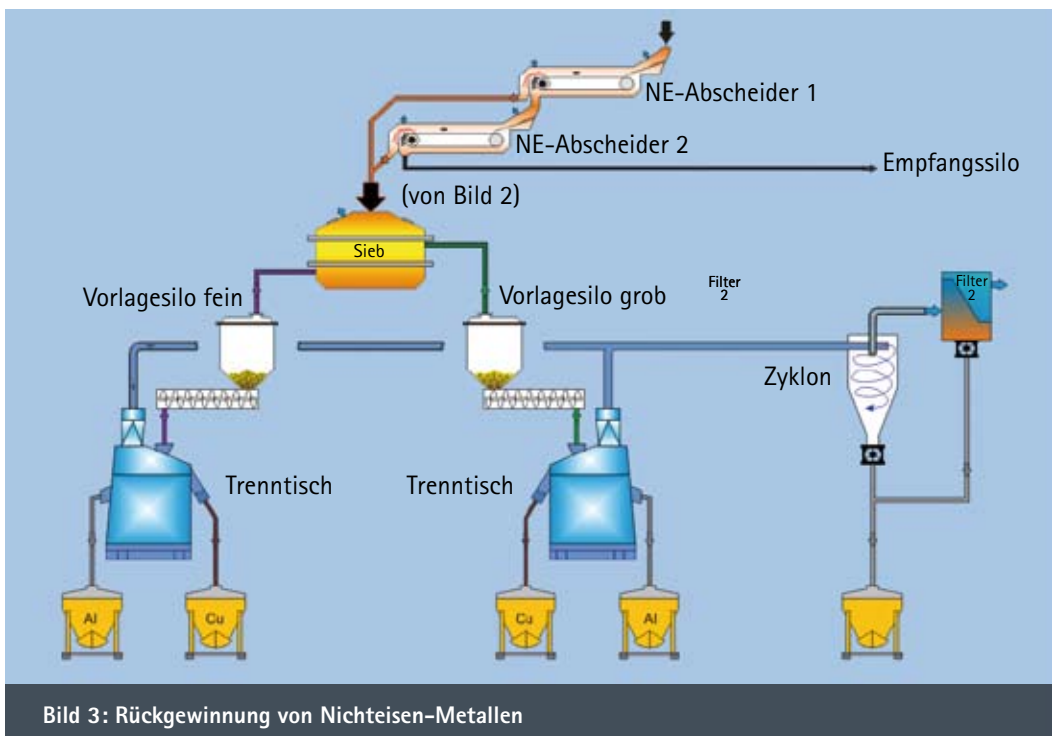 NE-Abscheider 1
NE-Abscheider 2
Empfangssilo
(von Bild 2)
Sieb
Vorlagesilo fein
Vorlagesilo grob
Filter
2
Filter
2
Zyklon
Trenntisch
Trenntisch
Al
Cu
Cu
Al
Bild 3: Rückgewinnung von Nichteisen-Metallen